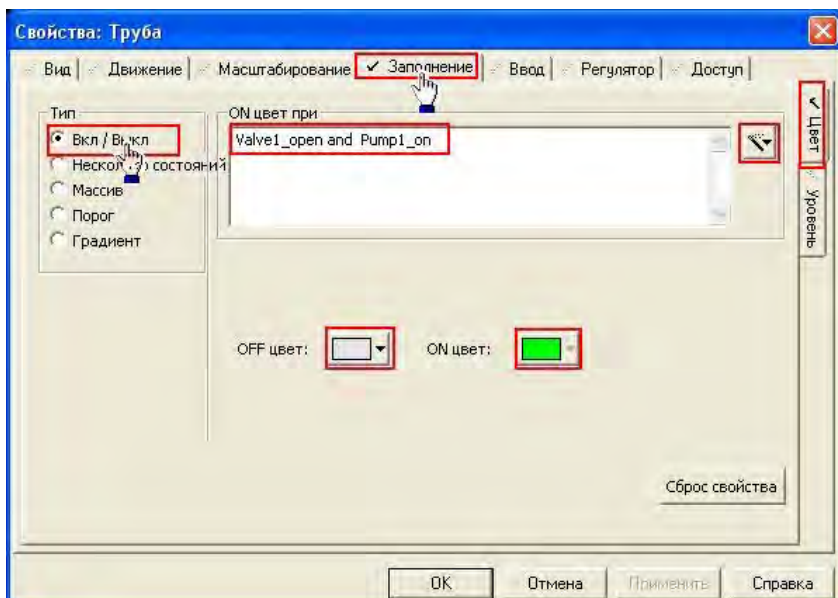 Свойства: Труба
Вид Движение Масштабирование Заполнение Ввод Регулятор Доступ
Тип
Вкл / Выкл
Несколько состояний
Массив
Порог
Градиент
ON цвет при
Valve1_open and Pump1_on
OFF цвет:
ON цвет:
Цвет
Уровень
Сброс свойства
OK Отмена Применить Справка